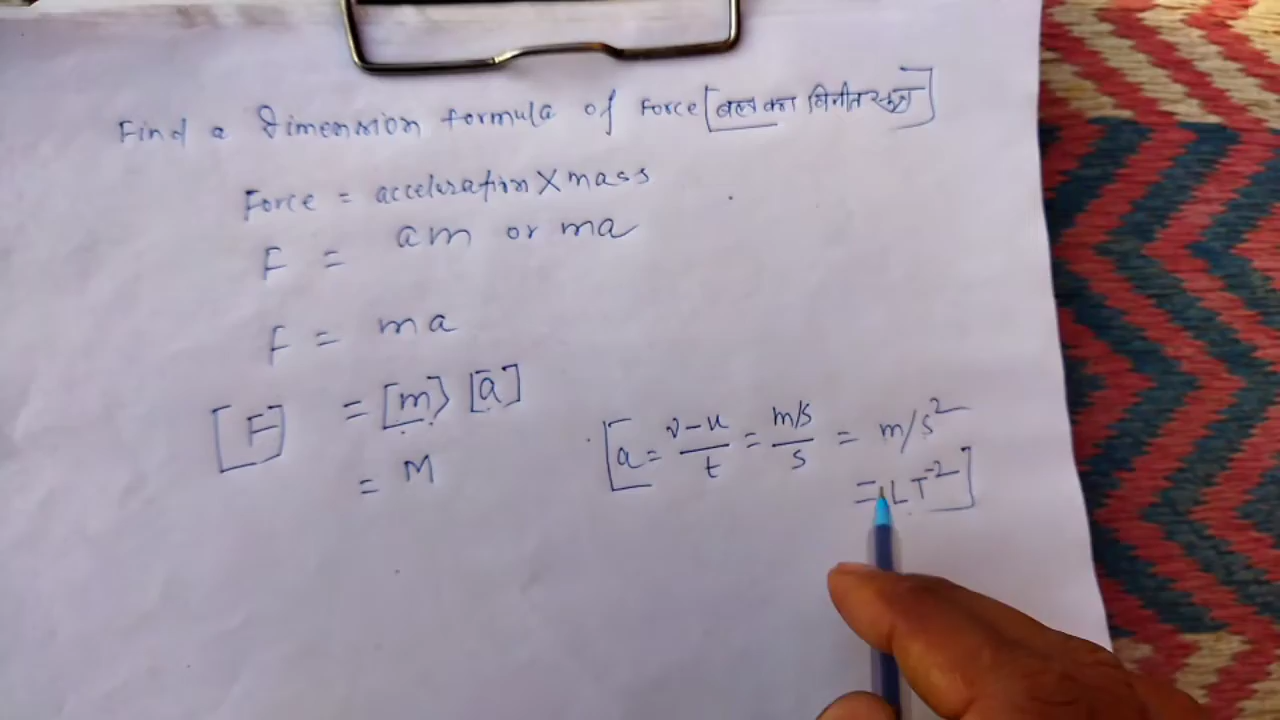 Find a Dimension formula of Force [बल का विमीत सूत्र]
Force = acceleration X mass
F = am or ma
F = ma
[F] = [m] [a]
= M
[a = v-u/t = m/s/s = m/s²
= LT⁻²]